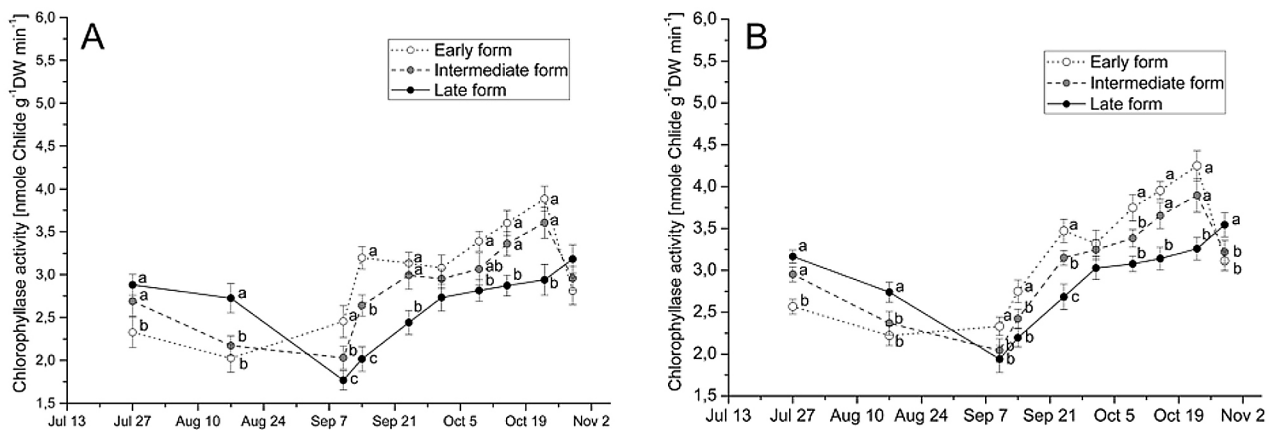 A
Early form
Intermediate form
Late form
Chlorophyllase activity [nmole Chlide g⁻¹DW min⁻¹]
6,0
5,5
5,0
4,5
4,0
3,5
3,0
2,5
2,0
1,5
a
a
b
a
b
b
a
b
c
a
b
c
a
a
b
a
ab
b
a
a
b
a
a
b
Jul 13 Jul 27 Aug 10 Aug 24 Sep 7 Sep 21 Oct 5 Oct 19 Nov 2
B
Early form
Intermediate form
Late form
Chlorophyllase activity [nmole Chlide g⁻¹DW min⁻¹]
6,0
5,5
5,0
4,5
4,0
3,5
3,0
2,5
2,0
1,5
a
a
b
a
b
b
a
b
b
a
b
b
a
b
c
a
b
b
a
b
b
a
a
b
a
b
b
Jul 13 Jul 27 Aug 10 Aug 24 Sep 7 Sep 21 Oct 5 Oct 19 Nov 2